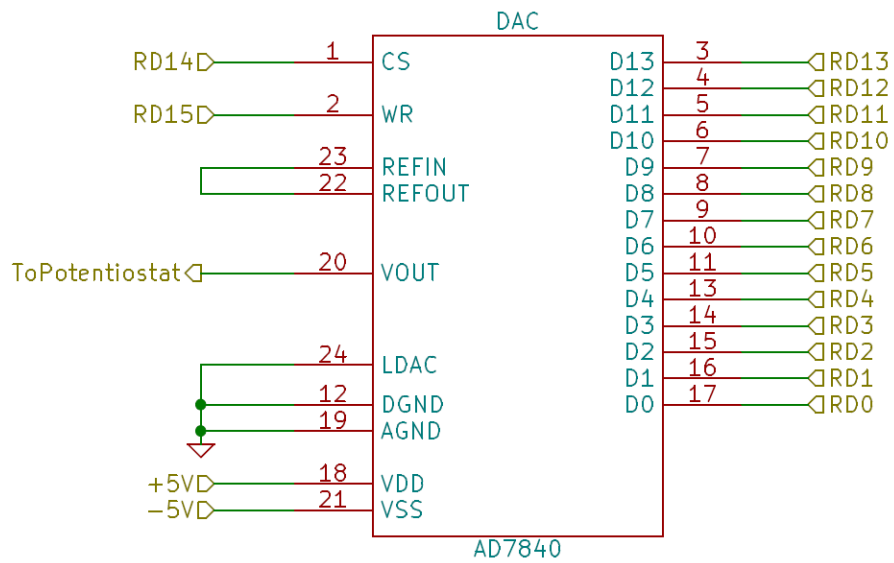 DAC
RD14 1 CS D13 3 RD13
D12 4 RD12
RD15 2 WR D11 5 RD11
D10 6 RD10
23 REFIN D9 7 RD9
22 REFOUT D8 8 RD8
D7 9 RD7
D6 10 RD6
ToPotentiostat 20 VOUT D5 11 RD5
D4 13 RD4
D3 14 RD3
D2 15 RD2
24 LDAC D1 16 RD1
12 DGND D0 17 RD0
19 AGND
+5V 18 VDD
-5V 21 VSS
AD7840